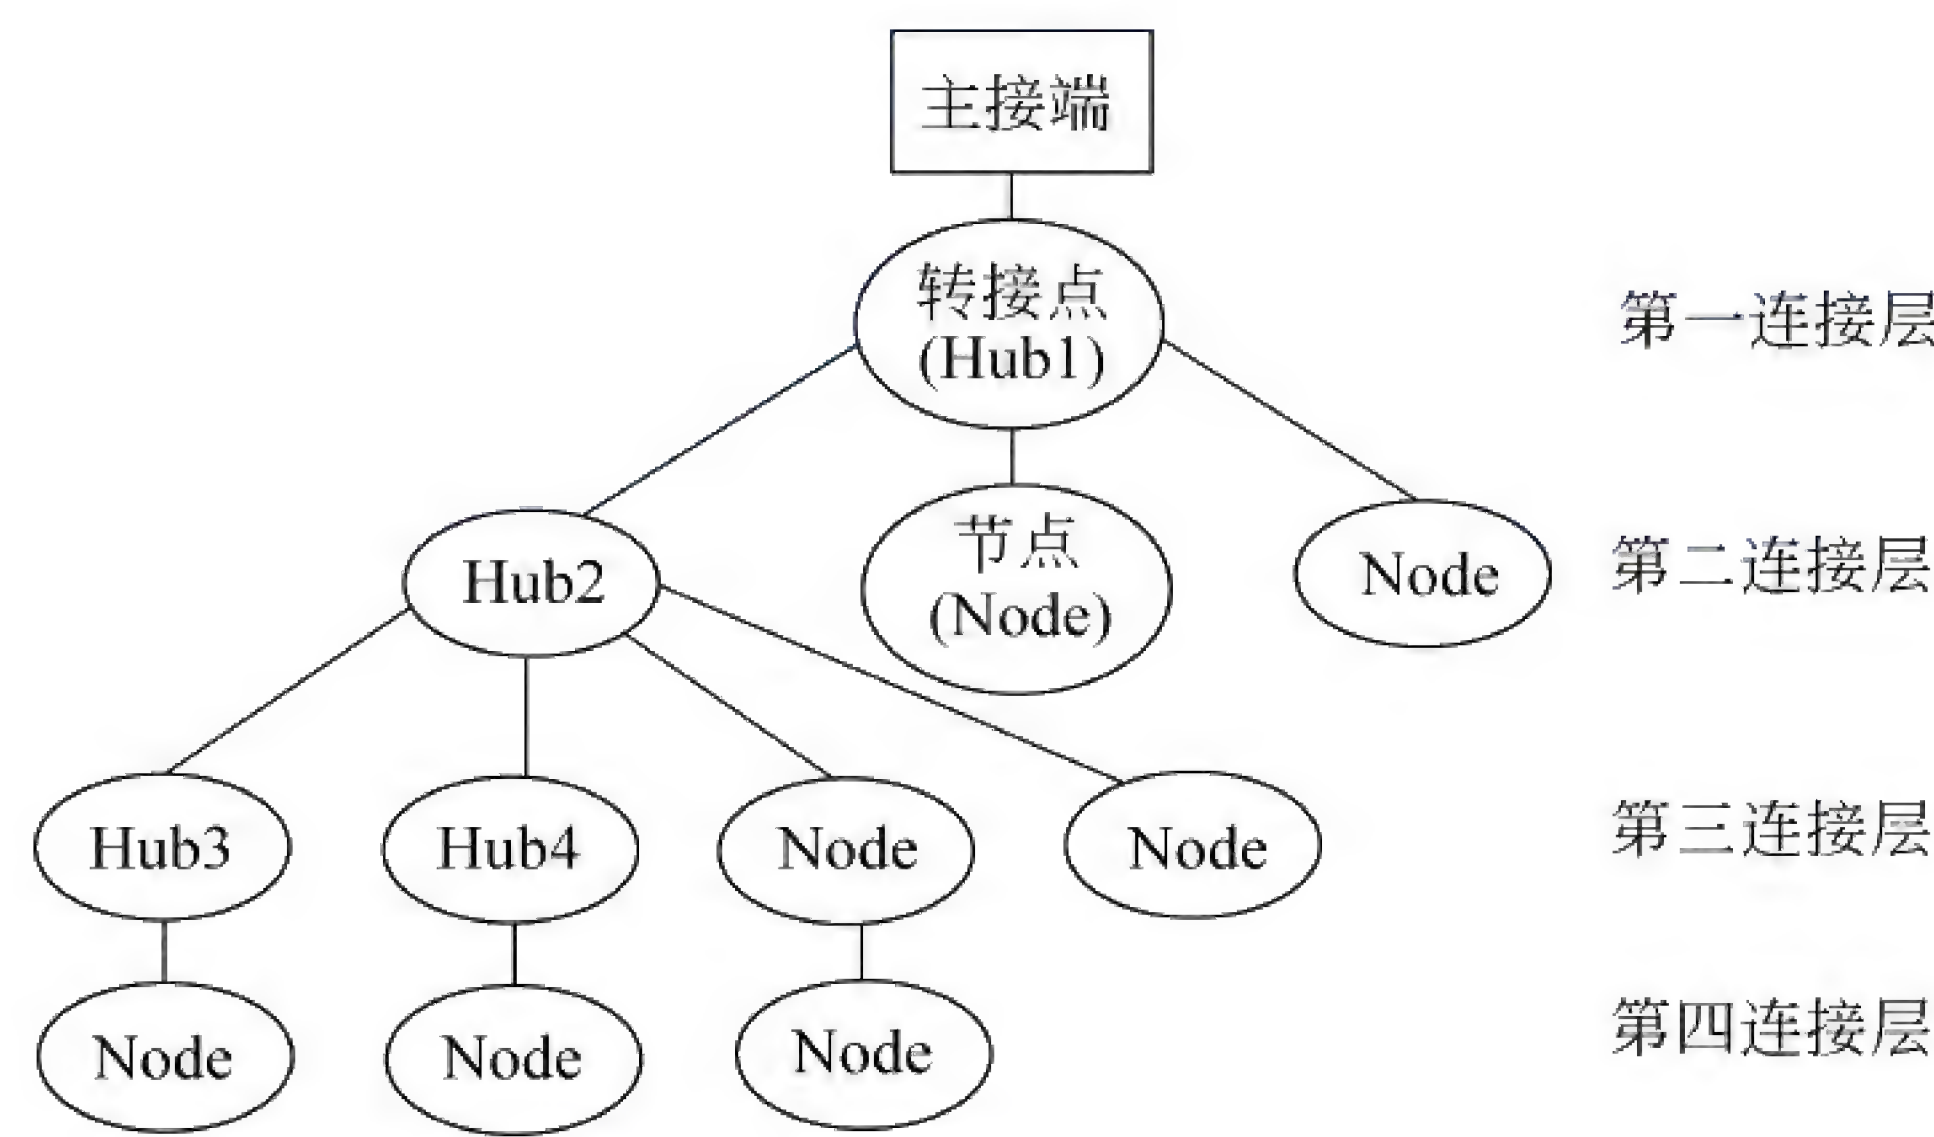 主接端
转接点
(Hub1)
第一连接层
Hub2
节点
(Node)
Node
第二连接层
Hub3
Hub4
Node
Node
第三连接层
Node
Node
Node
第四连接层